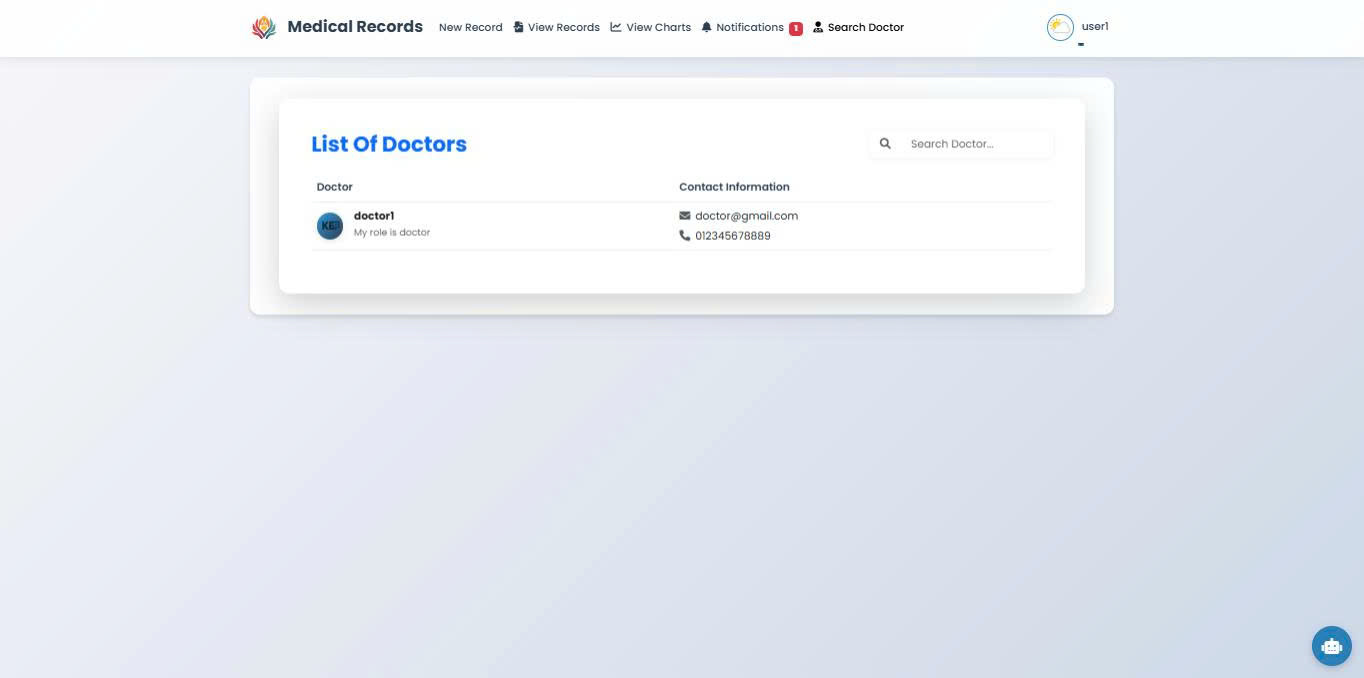 Medical Records New Record View Records View Charts Notifications 1 Search Doctor user1
List Of Doctors Search Doctor...
Doctor Contact Information
doctor1 doctor@gmail.com
My role is doctor 012345678889